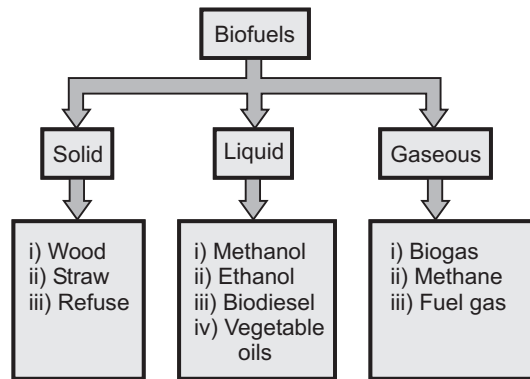 Biofuels
Solid
Liquid
Gaseous
i) Wood
ii) Straw
iii) Refuse
i) Methanol
ii) Ethanol
iii) Biodiesel
iv) Vegetable
oils
i) Biogas
ii) Methane
iii) Fuel gas